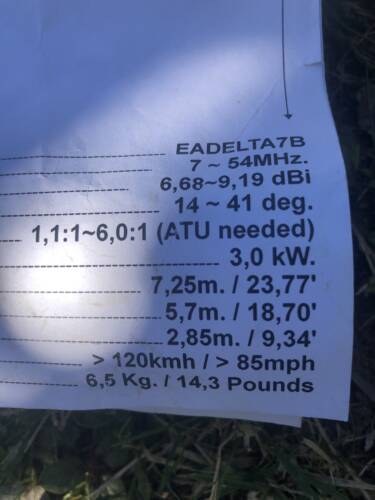 EADELTA7B
7 ~ 54MHz.
6,68~9,19 dBi
14 ~ 41 deg.
1,1:1~6,0:1 (ATU needed)
3,0 kW.
7,25m. / 23,77'
5,7m. / 18,70'
2,85m. / 9,34'
> 120kmh / > 85mph
6,5 Kg. / 14,3 Pounds